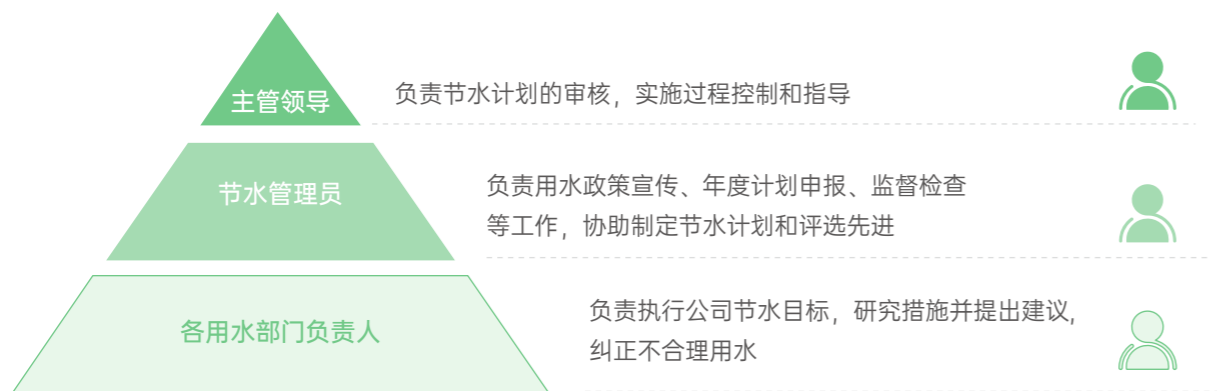 主管领导
负责节水计划的审核，实施过程控制和指导
节水管理员
负责用水政策宣传、年度计划申报、监督检查
等工作，协助制定节水计划和评选先进
各用水部门负责人
负责执行公司节水目标，研究措施并提出建议，
纠正不合理用水